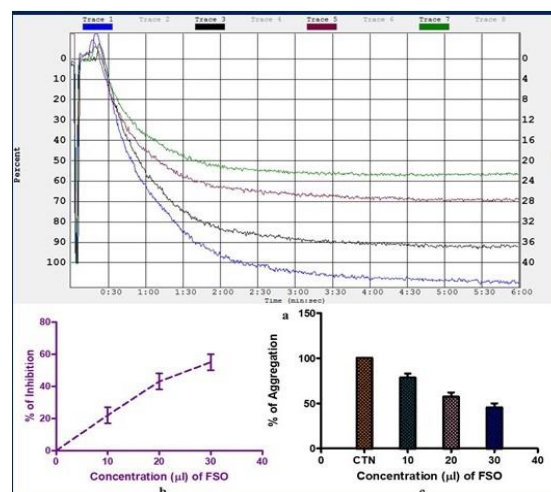 Trace 1 Trace 2 Trace 3 Trace 4 Trace 5 Trace 6 Trace 7 Trace 8
Percent
10
20
30
40
50
60
70
80
90
100
0
4
8
12
16
20
24
28
32
36
40
0:30 1:00 1:30 2:00 2:30 3:00 3:30 4:00 4:30 5:00 5:30 6:00
Time (min:sec)
a
% of Inhibition
80
60
40
20
0
0 10 20 30 40
Concentration (µl) of FSO
b
% of Aggregation
150
100
50
0
0 CTN 10 20 30 40
Concentration (µl) of FSO
c